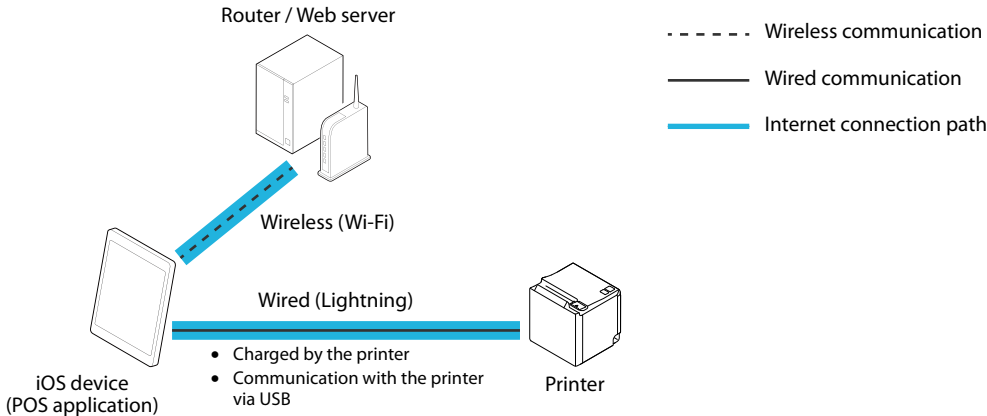 Router / Web server
Wireless communication
Wired communication
Internet connection path
Wireless (Wi-Fi)
Wired (Lightning)
• Charged by the printer
• Communication with the printer
via USB
iOS device
(POS application)
Printer